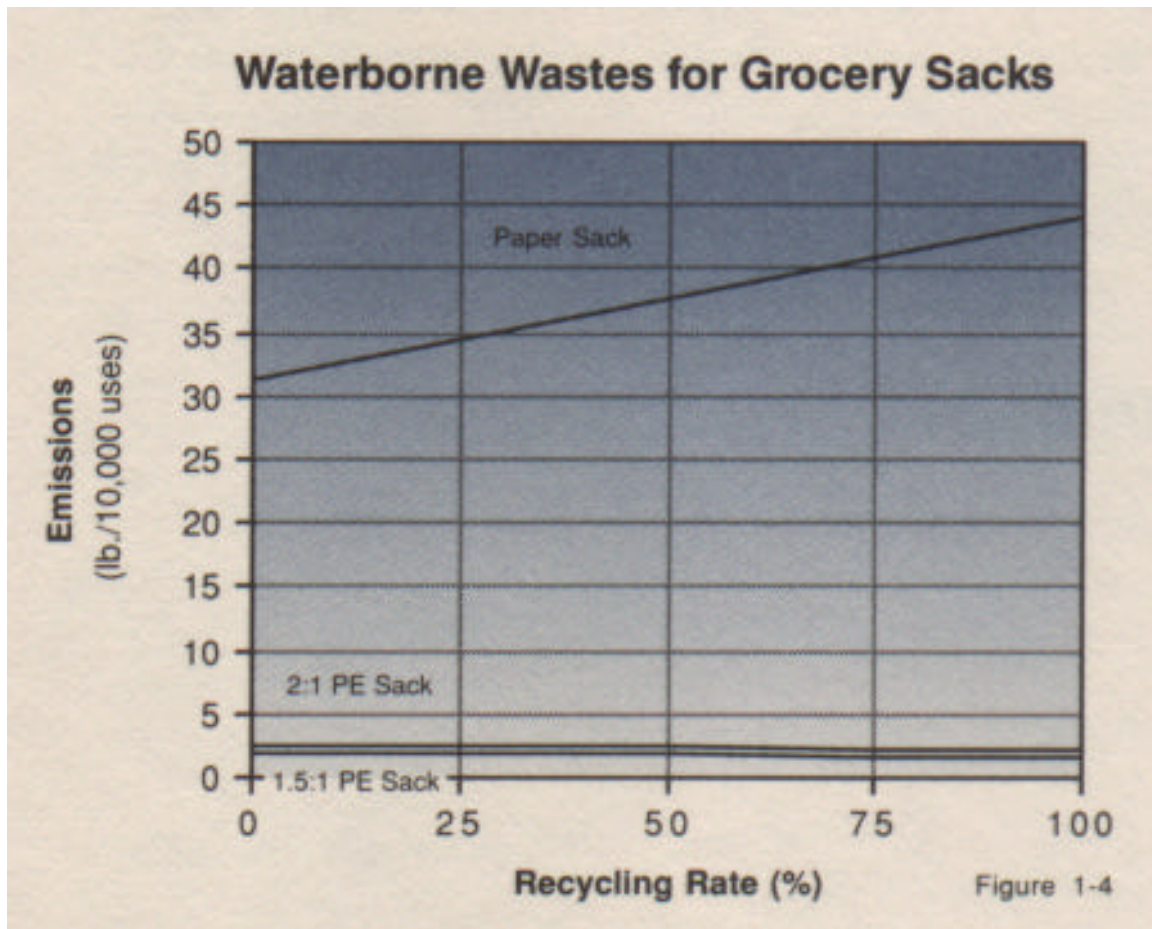 Waterborne Wastes for Grocery Sacks
50
45
Paper Sack
40
35
30
25
20
15
10
2:1 PE Sack
5
0
1.5:1 PE Sack
0 25 50 75 100
Emissions
(lb./10,000 uses)
Recycling Rate (%)
Figure 1-4